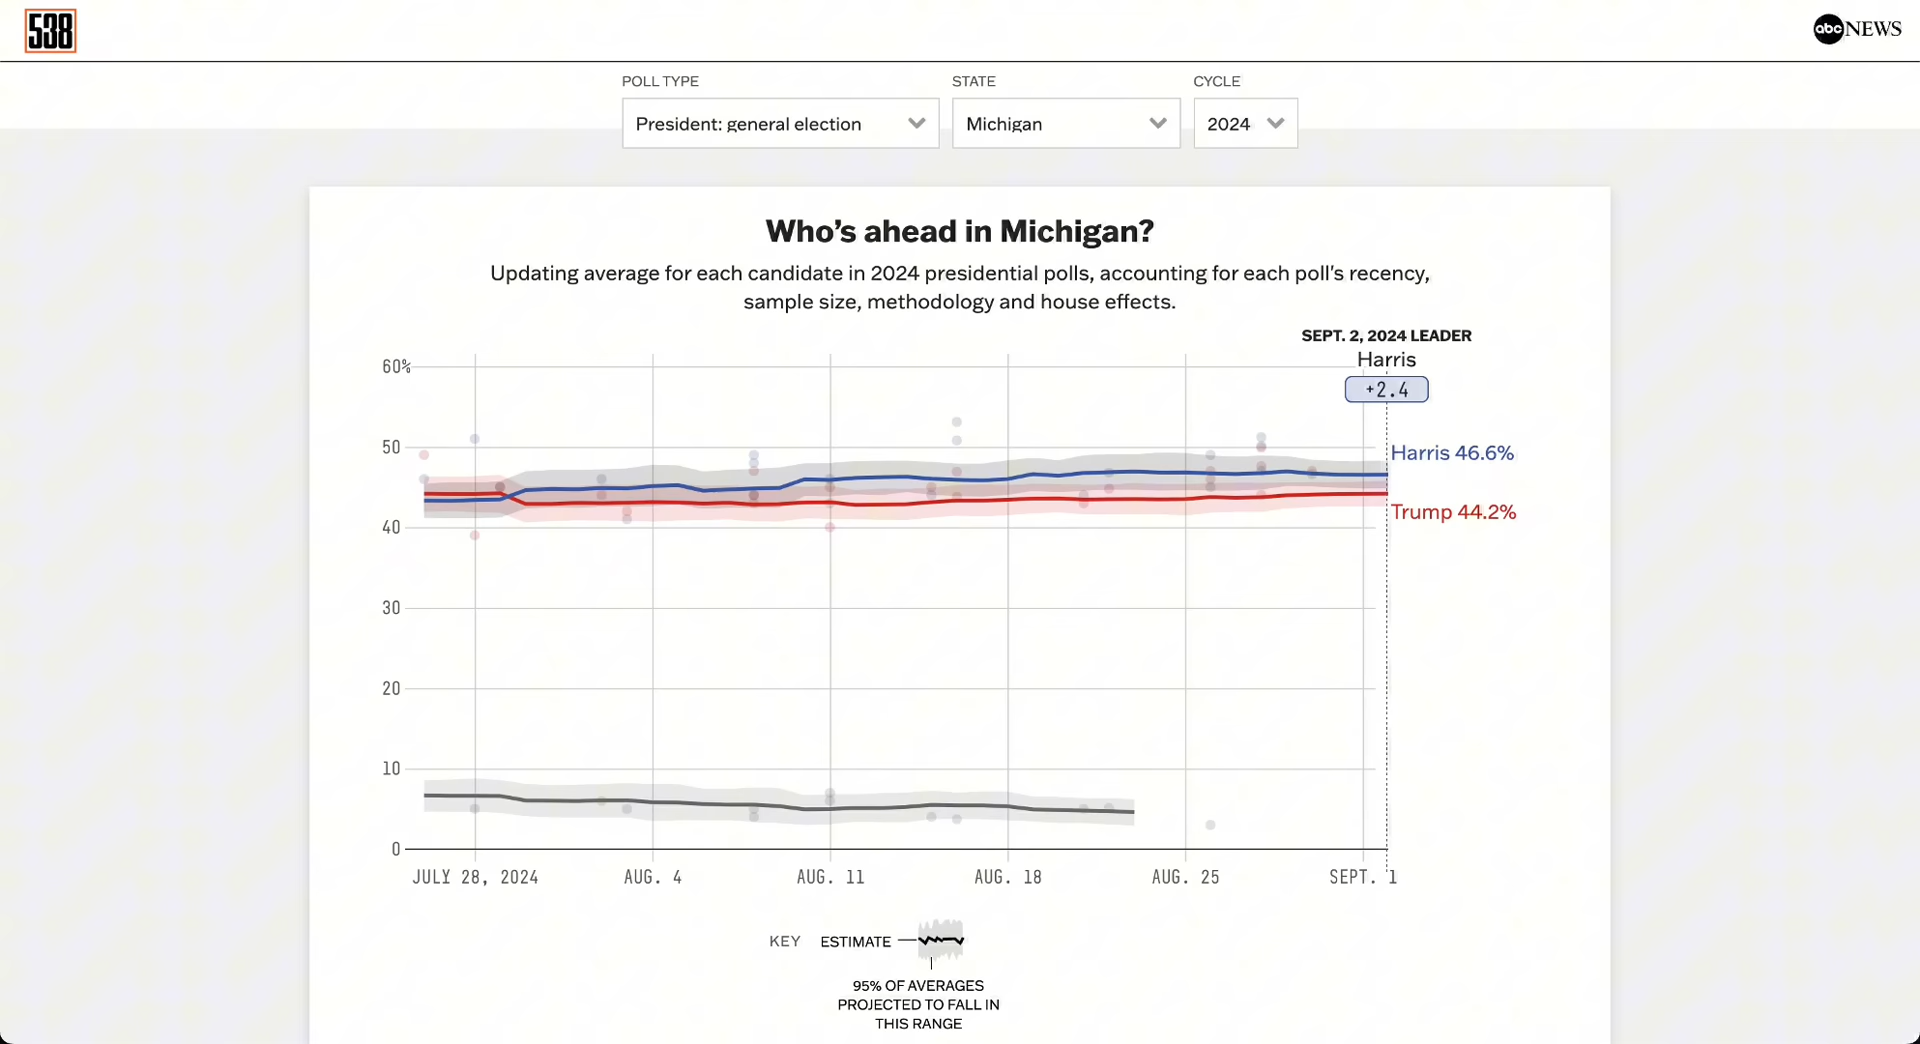 538
abc NEWS
POLL TYPE
STATE
CYCLE
President: general election
Michigan
2024
Who's ahead in Michigan?
Updating average for each candidate in 2024 presidential polls, accounting for each poll's recency,
sample size, methodology and house effects.
SEPT. 2, 2024 LEADER
Harris
+2.4
60%
50
40
30
20
10
0
Harris 46.6%
Trump 44.2%
JULY 28, 2024
AUG. 4
AUG. 11
AUG. 18
AUG. 25
SEPT. 1
KEY
ESTIMATE
95% OF AVERAGES
PROJECTED TO FALL IN
THIS RANGE